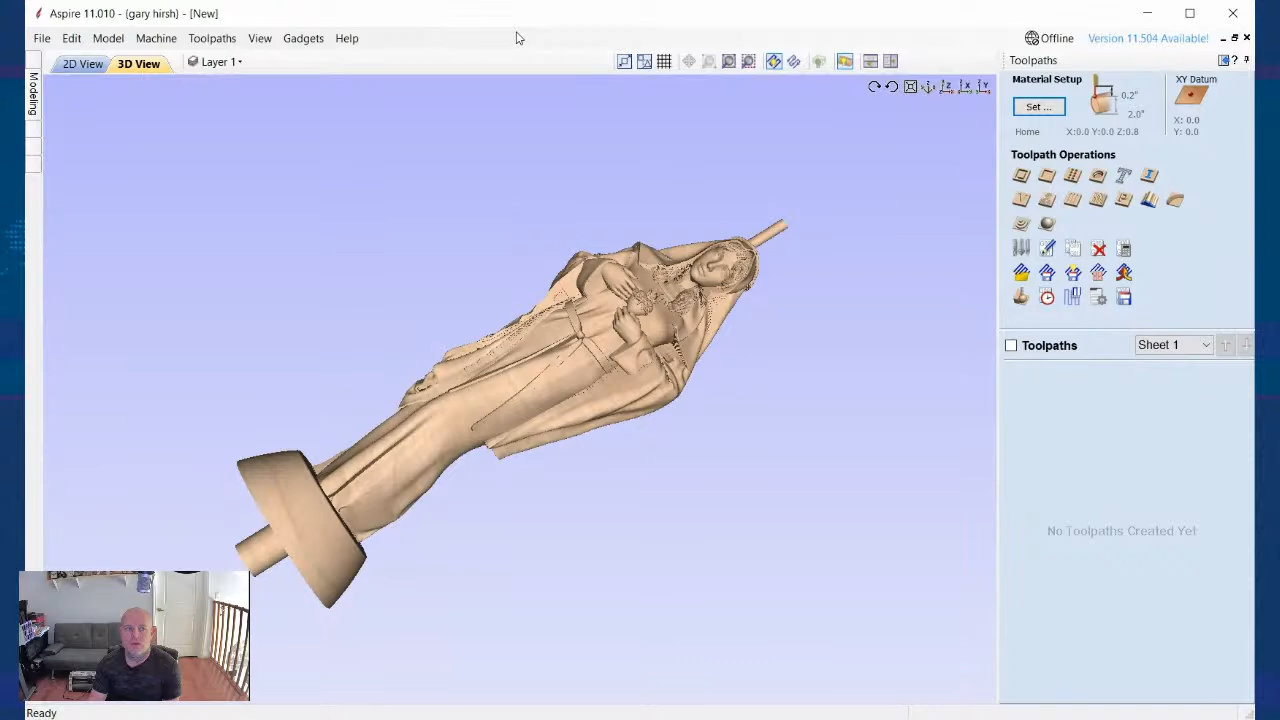 Aspire 11.010 - {gary hirsh} - [New]
File Edit Model Machine Toolpaths View Gadgets Help
Offline Version 11.504 Available!
2D View 3D View Layer 1
Toolpaths
Modeling
Material Setup
XY Datum
Set ...
0.2"
2.0"
X: 0.0
Y: 0.0
Home X:0.0 Y:0.0 Z:0.8
Toolpath Operations
Toolpaths Sheet 1
No Toolpaths Created Yet
Ready